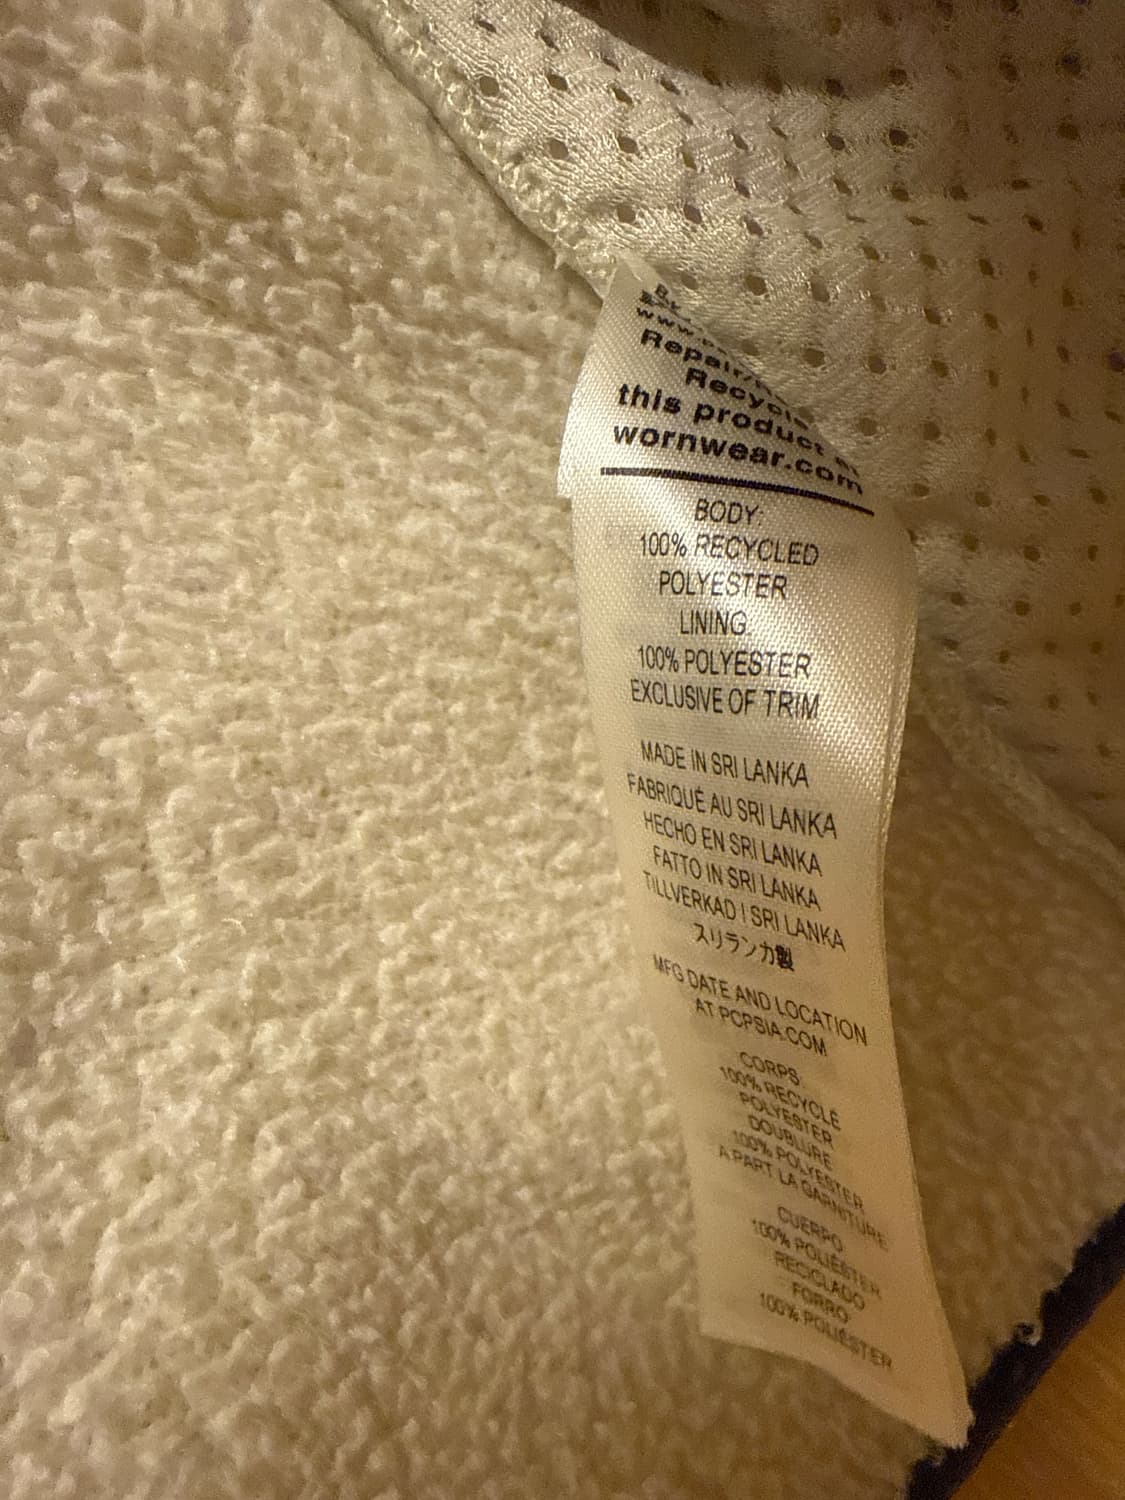 Recycle
this product
wornwear.com
BODY:
100% RECYCLED
POLYESTER
LINING:
100% POLYESTER
EXCLUSIVE OF TRIM
MADE IN SRI LANKA
FABRIQUÉ AU SRI LANKA
HECHO EN SRI LANKA
FATTO IN SRI LANKA
TILLVERKAD I SRI LANKA
スリランカ製
MFG DATE AND LOCATION
AT PCPSIA.COM
CORPS:
100% RECYCLÉ
POLYESTER
DOUBLURE
100% POLYESTER
A PART LA GARNITURE
CUERPO:
100% POLIÉSTER
RECICLADO
FORRO:
100% POLIÉSTER